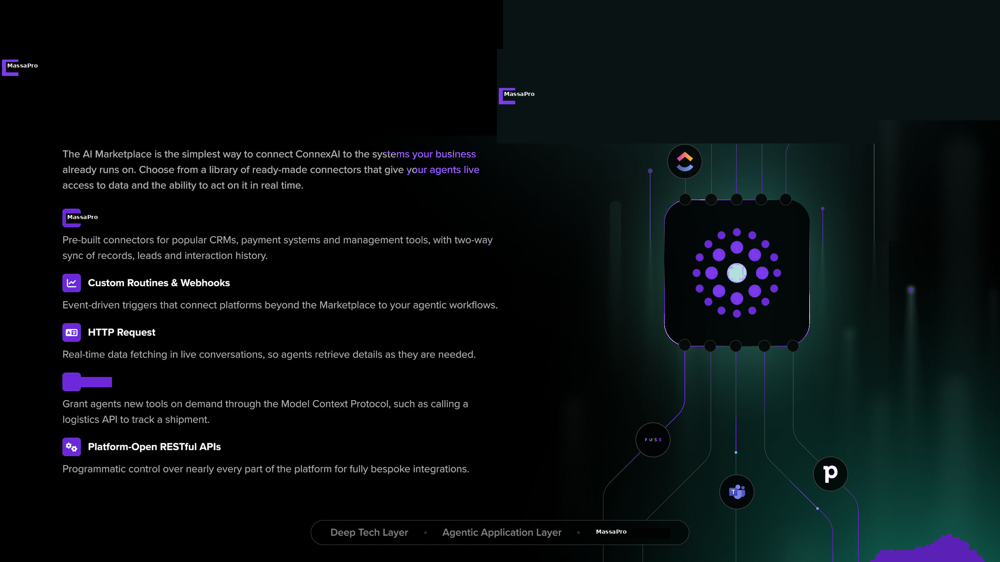 MassaPro
MassaPro
The AI Marketplace is the simplest way to connect ConnexAI to the systems your business
already runs on. Choose from a library of ready-made connectors that give your agents live
access to data and the ability to act on it in real time.
MassaPro
Pre-built connectors for popular CRMs, payment systems and management tools, with two-way
sync of records, leads and interaction history.
Custom Routines & Webhooks
Event-driven triggers that connect platforms beyond the Marketplace to your agentic workflows.
HTTP Request
Real-time data fetching in live conversations, so agents retrieve details as they are needed.
Grant agents new tools on demand through the Model Context Protocol, such as calling a
logistics API to track a shipment.
Platform-Open RESTful APIs
Programmatic control over nearly every part of the platform for fully bespoke integrations.
FUSE
p
T
Deep Tech Layer • Agentic Application Layer • MassaPro